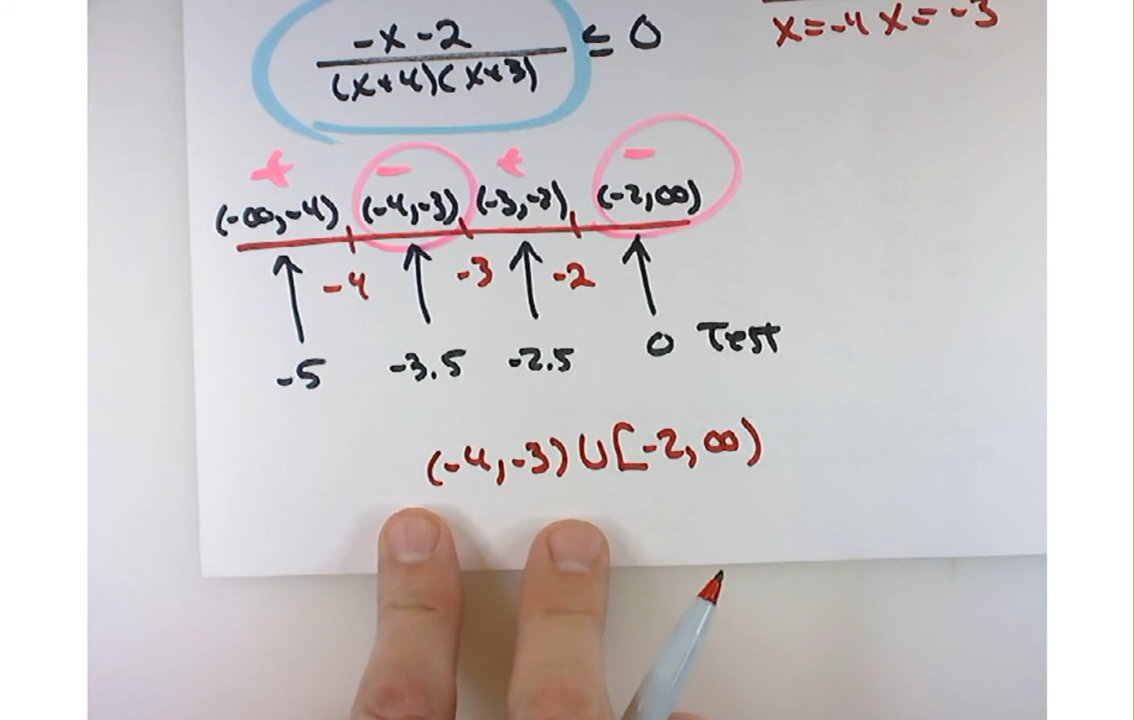 -x-2
x=-4 x=-3
≤ 0
(x+4)(x+3)
+ - + -
(-∞,-4) (-4,-3) (-3,-2) (-2,∞)
-4 -3 -2
-5 -3.5 -2.5 0 Test
(-4,-3)∪[-2,∞)